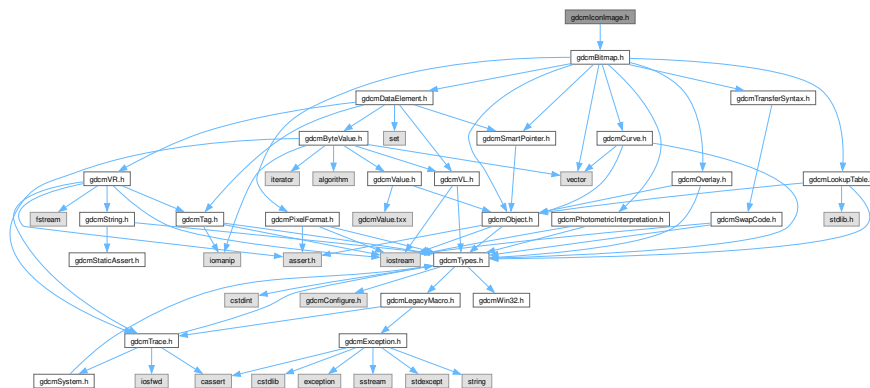 gdcmIconImage.h
gdcmBitmap.h
gdcmDataElement.h
gdcmTransferSyntax.h
gdcmByteValue.h
set
gdcmSmartPointer.h
gdcmCurve.h
gdcmVR.h
iterator
algorithm
gdcmValue.h
gdcmVL.h
vector
gdcmOverlay.h
gdcmLookupTable.
fstream
gdcmString.h
gdcmTag.h
gdcmPixelFormat.h
gdcmValue.txx
gdcmObject.h
gdcmPhotometricInterpretation.h
gdcmSwapCode.h
stdlib.h
gdcmStaticAssert.h
iomanip
assert.h
iostream
gdcmTypes.h
cstdint
gdcmConfigure.h
gdcmLegacyMacro.h
gdcmWin32.h
gdcmTrace.h
gdcmException.h
gdcmSystem.h
iosfwd
cassert
cstdlib
exception
sstream
stdexcept
string